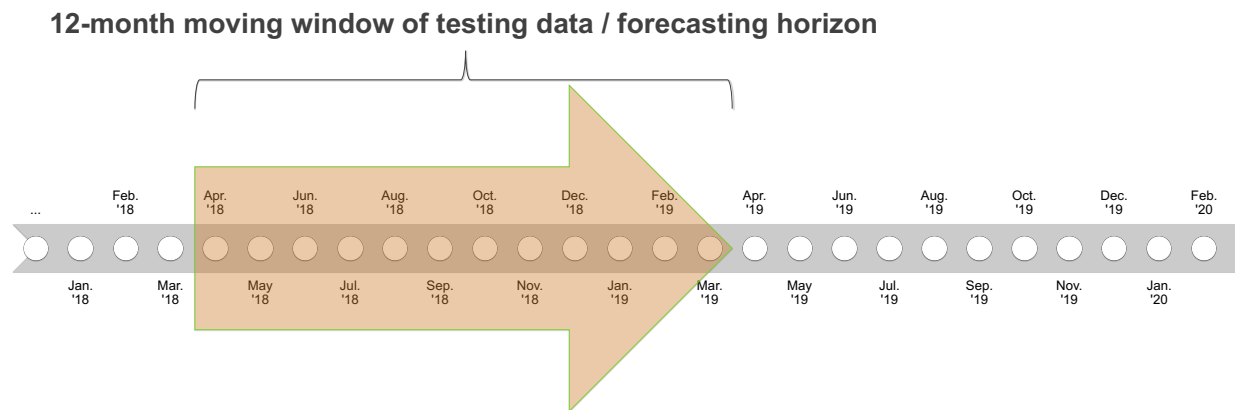 12-month moving window of testing data / forecasting horizon
...
Feb.
'18
Apr.
'18
Jun.
'18
Aug.
'18
Oct.
'18
Dec.
'18
Feb.
'19
Apr.
'19
Jun.
'19
Aug.
'19
Oct.
'19
Dec.
'19
Feb.
'20
Jan.
'18
Mar.
'18
May
'18
Jul.
'18
Sep.
'18
Nov.
'18
Jan.
'19
Mar.
'19
May
'19
Jul.
'19
Sep.
'19
Nov.
'19
Jan.
'20